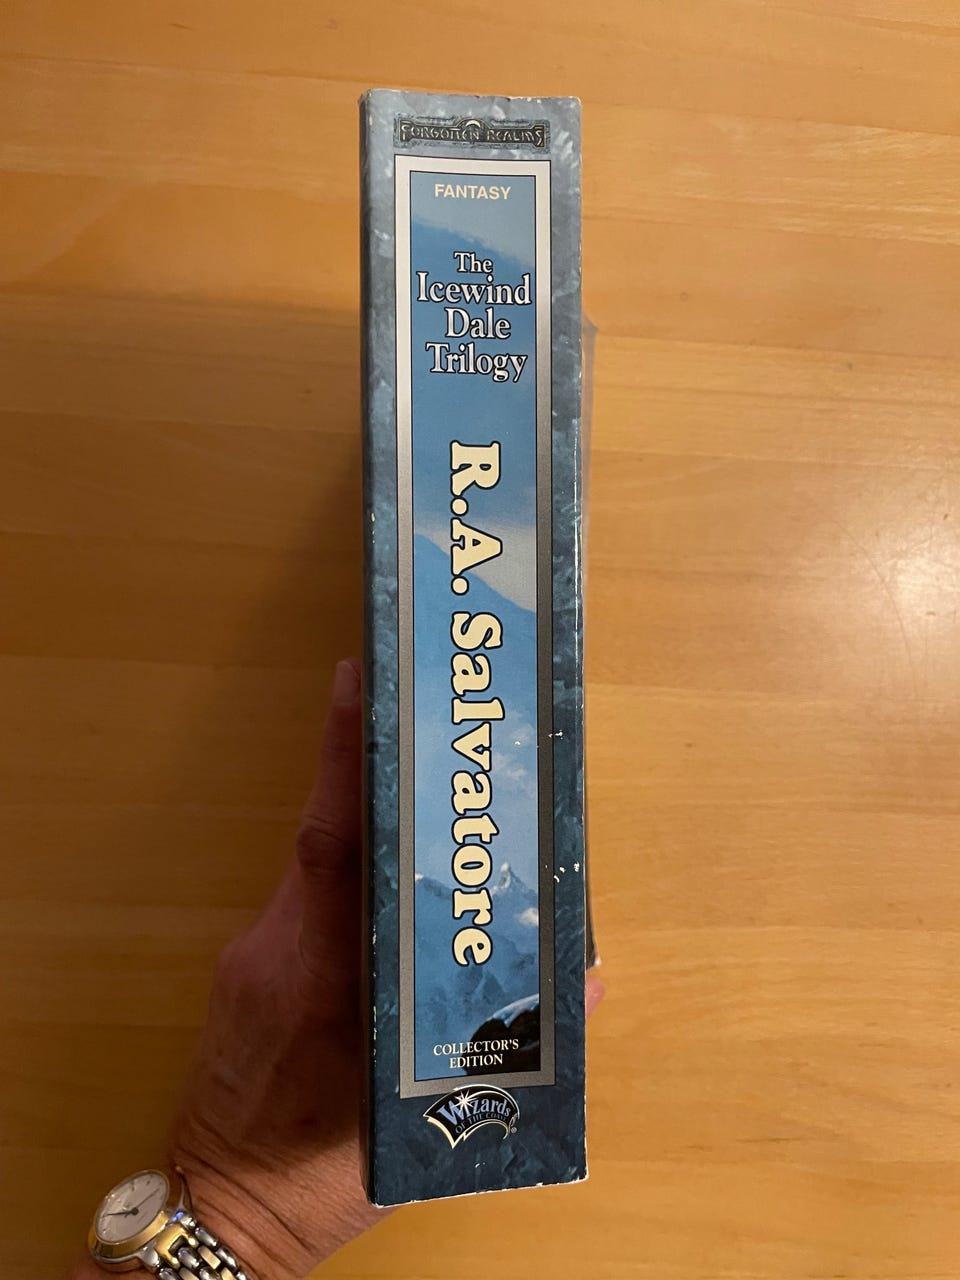 FORGOTTEN REALMS
FANTASY
The
Icewind
Dale
Trilogy
R.A. Salvatore
COLLECTOR'S
EDITION
Wizards
OF THE COAST
®